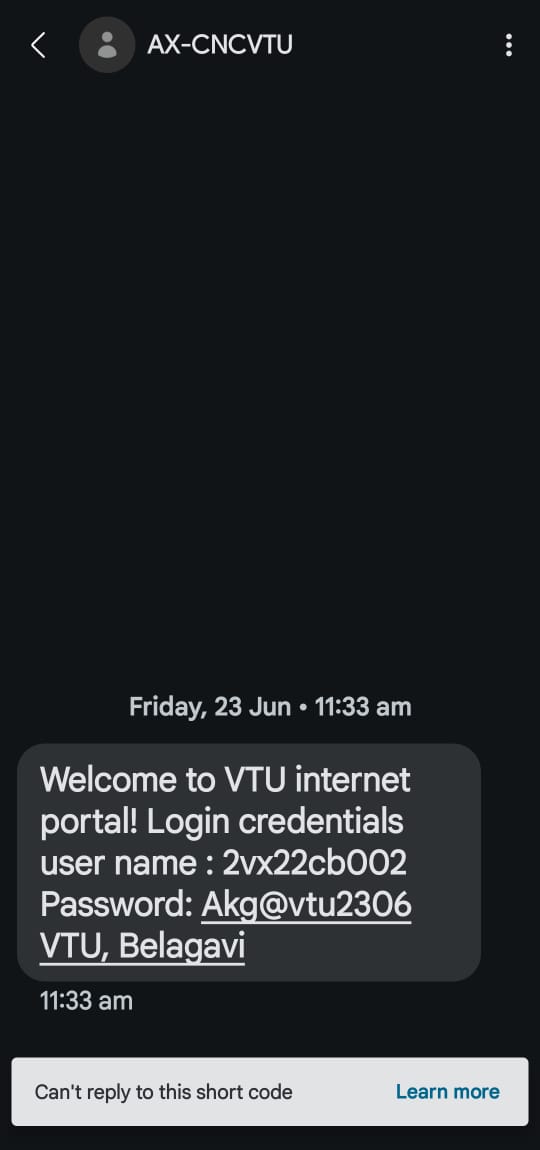 AX-CNCVTU
Friday, 23 Jun • 11:33 am
Welcome to VTU internet
portal! Login credentials
user name : 2vx22cb002
Password: Akg@vtu2306
VTU, Belagavi
11:33 am
Can't reply to this short code
Learn more